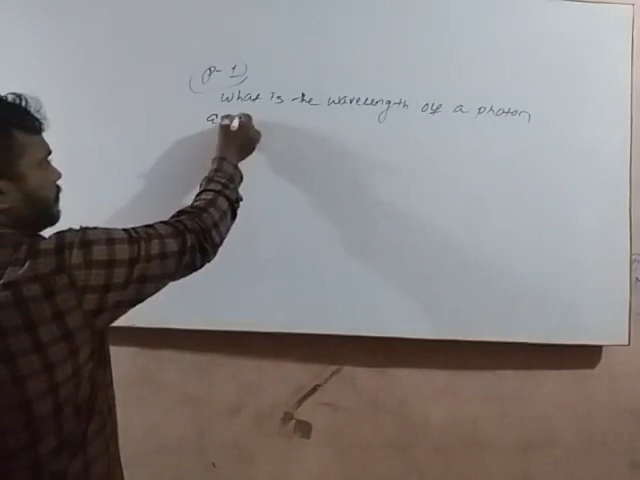 (P- 1)
What is the wavelength of a photon